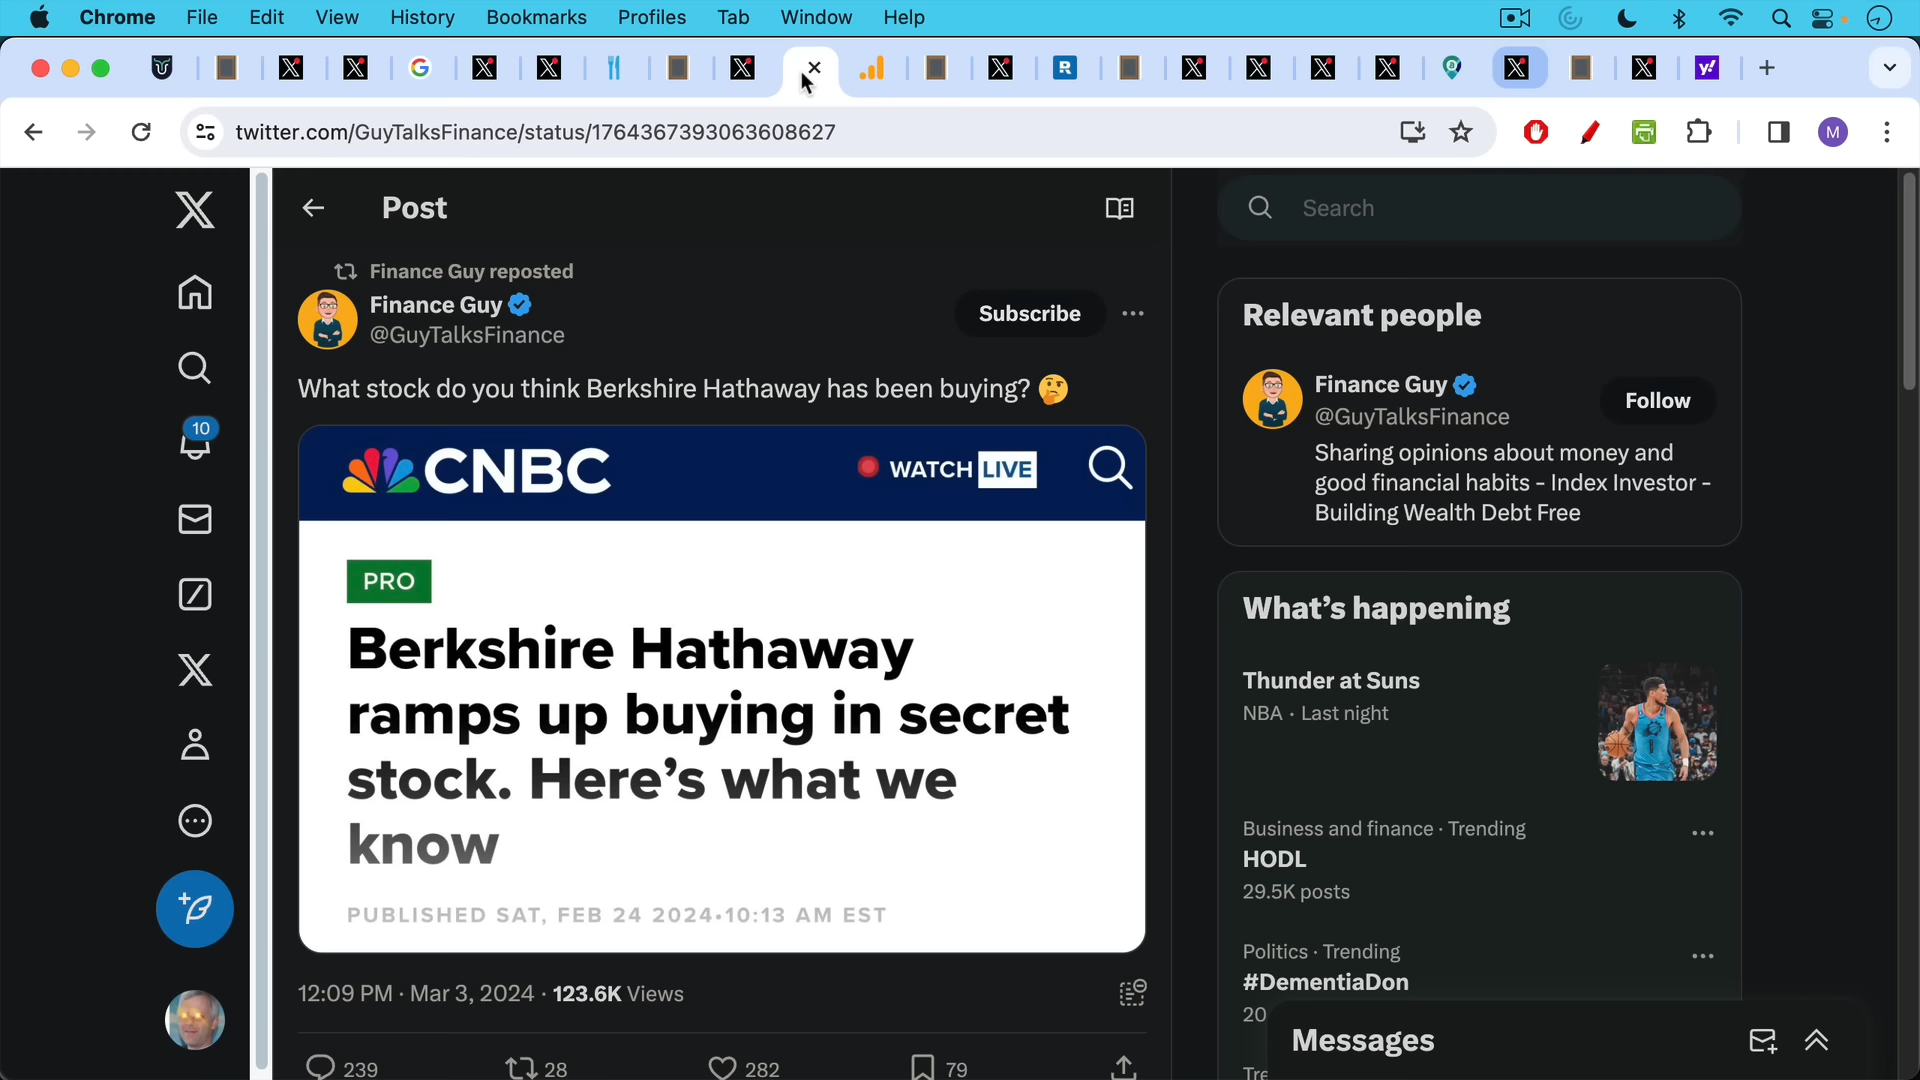 Chrome File Edit View History Bookmarks Profiles Tab Window Help
twitter.com/GuyTalksFinance/status/1764367393063608627
M
Post
Search
Finance Guy reposted
Finance Guy
@GuyTalksFinance
Subscribe
What stock do you think Berkshire Hathaway has been buying? 🤔
CNBC
WATCH LIVE
PRO
Berkshire Hathaway
ramps up buying in secret
stock. Here's what we
know
PUBLISHED SAT, FEB 24 2024•10:13 AM EST
12:09 PM · Mar 3, 2024 · 123.6K Views
239 28 282 79
10
Relevant people
Finance Guy
@GuyTalksFinance
Follow
Sharing opinions about money and
good financial habits - Index Investor -
Building Wealth Debt Free
What's happening
Thunder at Suns
NBA · Last night
Business and finance · Trending
HODL
29.5K posts
Politics · Trending
#DementiaDon
20
Messages